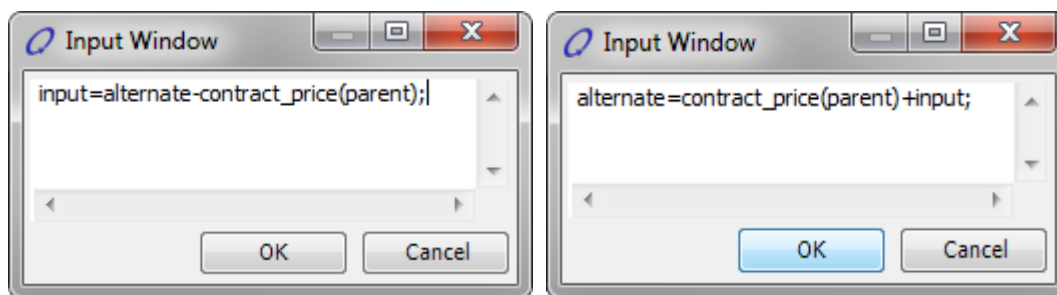 Input Window
input=alternate-contract_price(parent);
OK Cancel
Input Window
alternate=contract_price(parent)+input;
OK Cancel